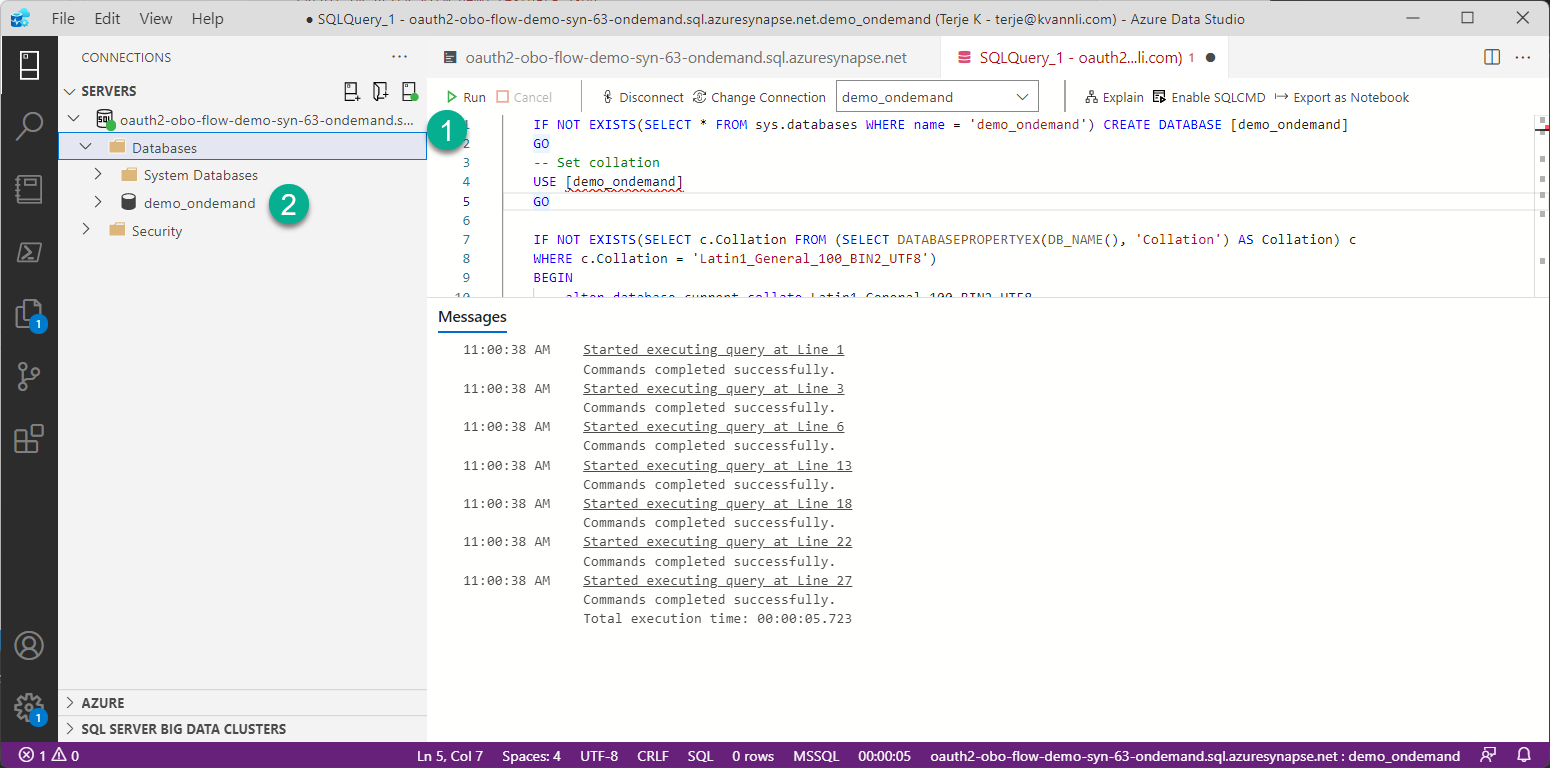 File Edit View Help
● SQLQuery_1 - oauth2-obo-flow-demo-syn-63-ondemand.sql.azuresynapse.net.demo_ondemand (Terje K - terje@kvannli.com) - Azure Data Studio
CONNECTIONS
SERVERS
oauth2-obo-flow-demo-syn-63-ondemand.s...
Databases
System Databases
demo_ondemand
2
Security
AZURE
SQL SERVER BIG DATA CLUSTERS
1
1
oauth2-obo-flow-demo-syn-63-ondemand.sql.azuresynapse.net
SQLQuery_1 - oauth2...li.com) 1 ●
Run Cancel Disconnect Change Connection demo_ondemand Explain Enable SQLCMD Export as Notebook
1
1 IF NOT EXISTS(SELECT * FROM sys.databases WHERE name = 'demo_ondemand') CREATE DATABASE [demo_ondemand]
2 GO
3 -- Set collation
4 USE [demo_ondemand]
5 GO
6
7 IF NOT EXISTS(SELECT c.Collation FROM (SELECT DATABASEPROPERTYEX(DB_NAME(), 'Collation') AS Collation) c
8 WHERE c.Collation = 'Latin1_General_100_BIN2_UTF8')
9 BEGIN
10 alter database current collate Latin1_General_100_BIN2_UTF8
Messages
11:00:38 AM Started executing query at Line 1
Commands completed successfully.
11:00:38 AM Started executing query at Line 3
Commands completed successfully.
11:00:38 AM Started executing query at Line 6
Commands completed successfully.
11:00:38 AM Started executing query at Line 13
Commands completed successfully.
11:00:38 AM Started executing query at Line 18
Commands completed successfully.
11:00:38 AM Started executing query at Line 22
Commands completed successfully.
11:00:38 AM Started executing query at Line 27
Commands completed successfully.
Total execution time: 00:00:05.723
1 0 Ln 5, Col 7 Spaces: 4 UTF-8 CRLF SQL 0 rows MSSQL 00:00:05 oauth2-obo-flow-demo-syn-63-ondemand.sql.azuresynapse.net : demo_ondemand